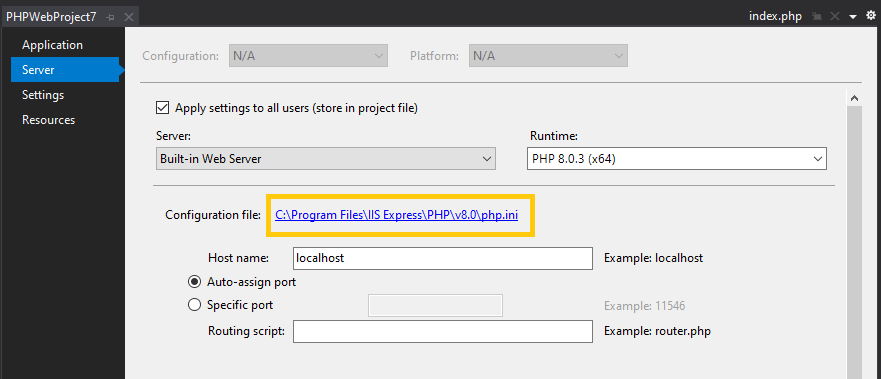 PHPWebProject7
index.php
Application
Server
Settings
Resources
Configuration: N/A Platform: N/A
Apply settings to all users (store in project file)
Server: Runtime:
Built-in Web Server PHP 8.0.3 (x64)
Configuration file: C:\Program Files\IIS Express\PHP\v8.0\php.ini
Host name: localhost Example: localhost
Auto-assign port
Specific port Example: 11546
Routing script: Example: router.php